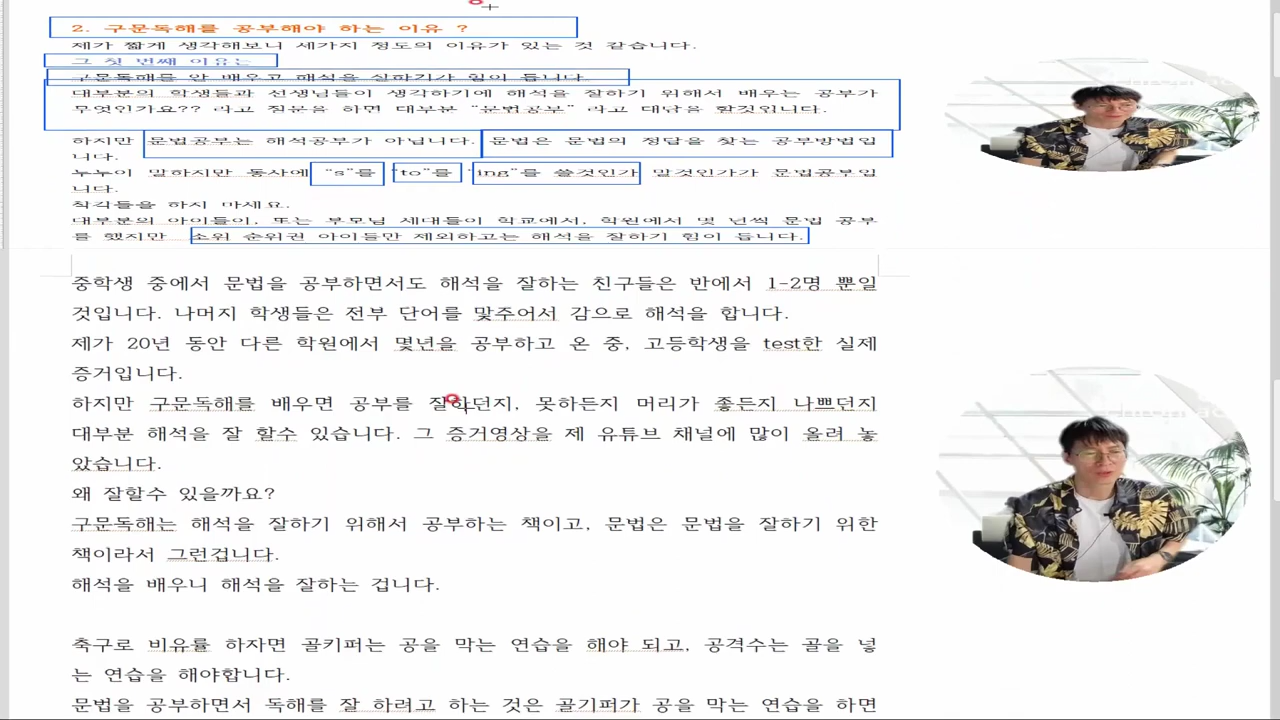 2. 구문독해를 공부해야 하는 이유 ?
제가 짧게 생각해보니 세가지 정도의 이유가 있는 것 같습니다.
그 첫 번째 이유는
구문독해를 안 배우고 해석을 잘하기가 힘이 듭니다.
대부분의 학생들과 선생님들이 생각하기에 해석을 잘하기 위해서 배우는 공부가
무엇인가요?? 라고 질문을 하면 대부분 “문법공부” 라고 대답을 할것입니다.
하지만 문법공부는 해석공부가 아닙니다. 문법은 문법의 정답을 찾는 공부방법입
니다.
누누이 말하지만 동사에 “s”를 “to”를 “ing”를 쓸것인가 말것인가가 문법공부입
니다.
착각들을 하지 마세요.
대부분의 아이들이, 또는 부모님 세대들이 학교에서, 학원에서 몇 년씩 문법 공부
를 했지만 소위 순위권 아이들만 제외하고는 해석을 잘하기 힘이 듭니다.
중학생 중에서 문법을 공부하면서도 해석을 잘하는 친구들은 반에서 1-2명 뿐일
것입니다. 나머지 학생들은 전부 단어를 맟주어서 감으로 해석을 합니다.
제가 20년 동안 다른 학원에서 몇년을 공부하고 온 중, 고등학생을 test한 실제
증거입니다.
하지만 구문독해를 배우면 공부를 잘하던지, 못하든지 머리가 좋든지 나쁘던지
대부분 해석을 잘 할수 있습니다. 그 증거영상을 제 유튜브 채널에 많이 올려 놓
았습니다.
왜 잘할수 있을까요?
구문독해는 해석을 잘하기 위해서 공부하는 책이고, 문법은 문법을 잘하기 위한
책이라서 그런겁니다.
해석을 배우니 해석을 잘하는 겁니다.
축구로 비유률 하자면 골키퍼는 공을 막는 연습을 해야 되고, 공격수는 골을 넣
는 연습을 해야합니다.
문법을 공부하면서 독해를 잘 하려고 하는 것은 골기퍼가 공을 막는 연습을 하면